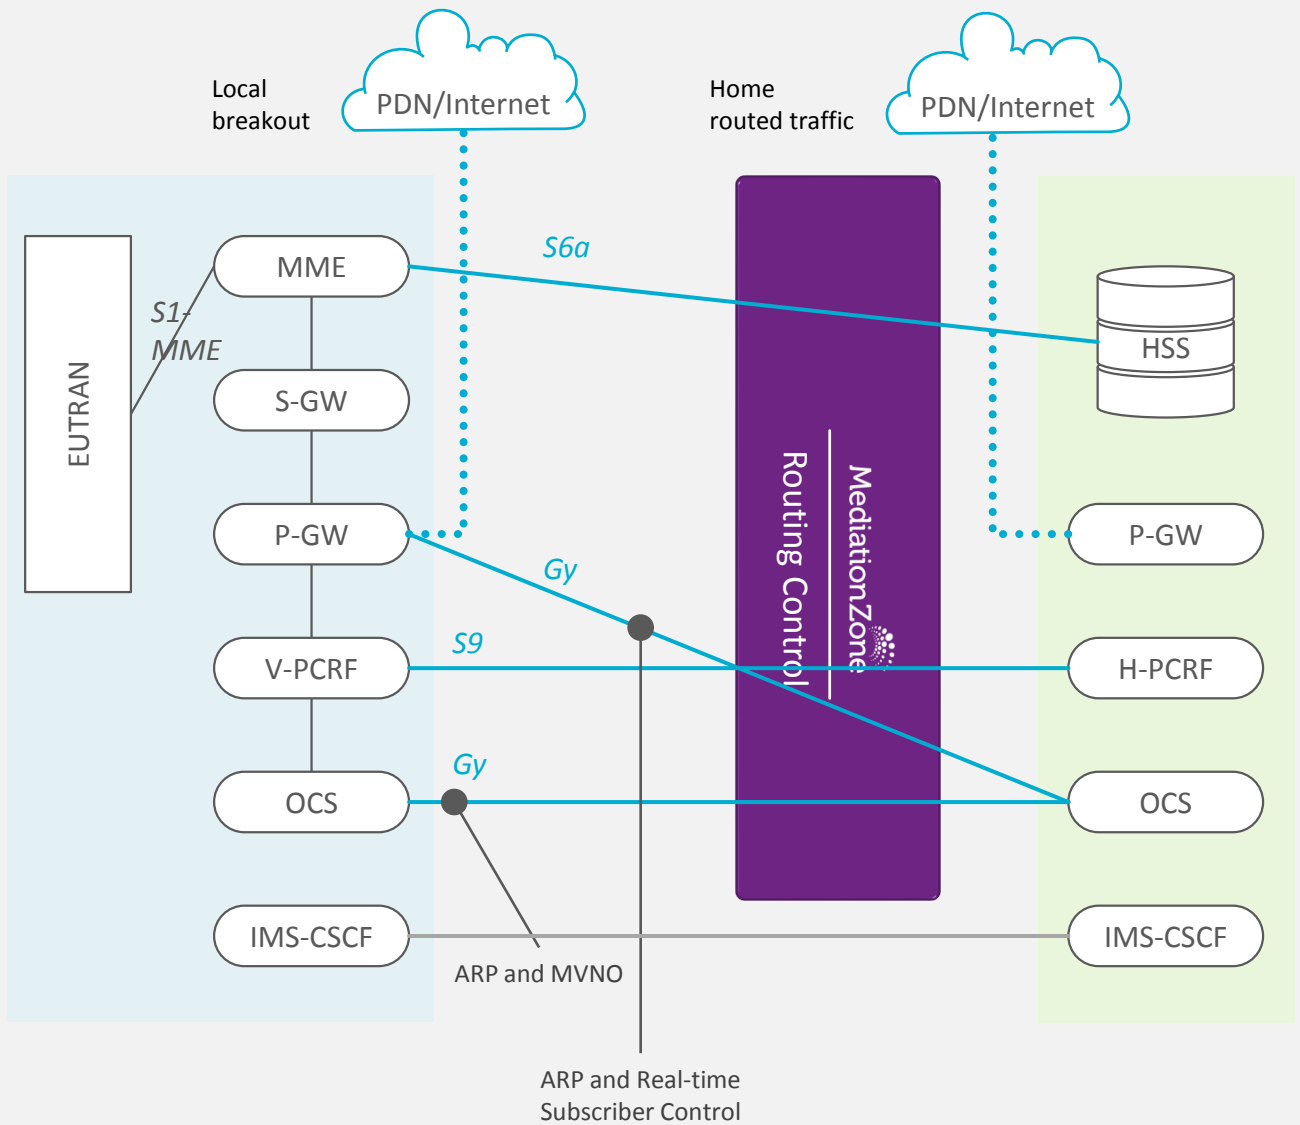 Local
breakout
PDN/Internet
Home
routed traffic
PDN/Internet
MME
S6a
S1-
MME
HSS
EUTRAN
S-GW
MediationZone
Routing Control
P-GW
Gy
P-GW
V-PCRF
S9
H-PCRF
OCS
Gy
OCS
IMS-CSCF
IMS-CSCF
ARP and MVNO
ARP and Real-time
Subscriber Control